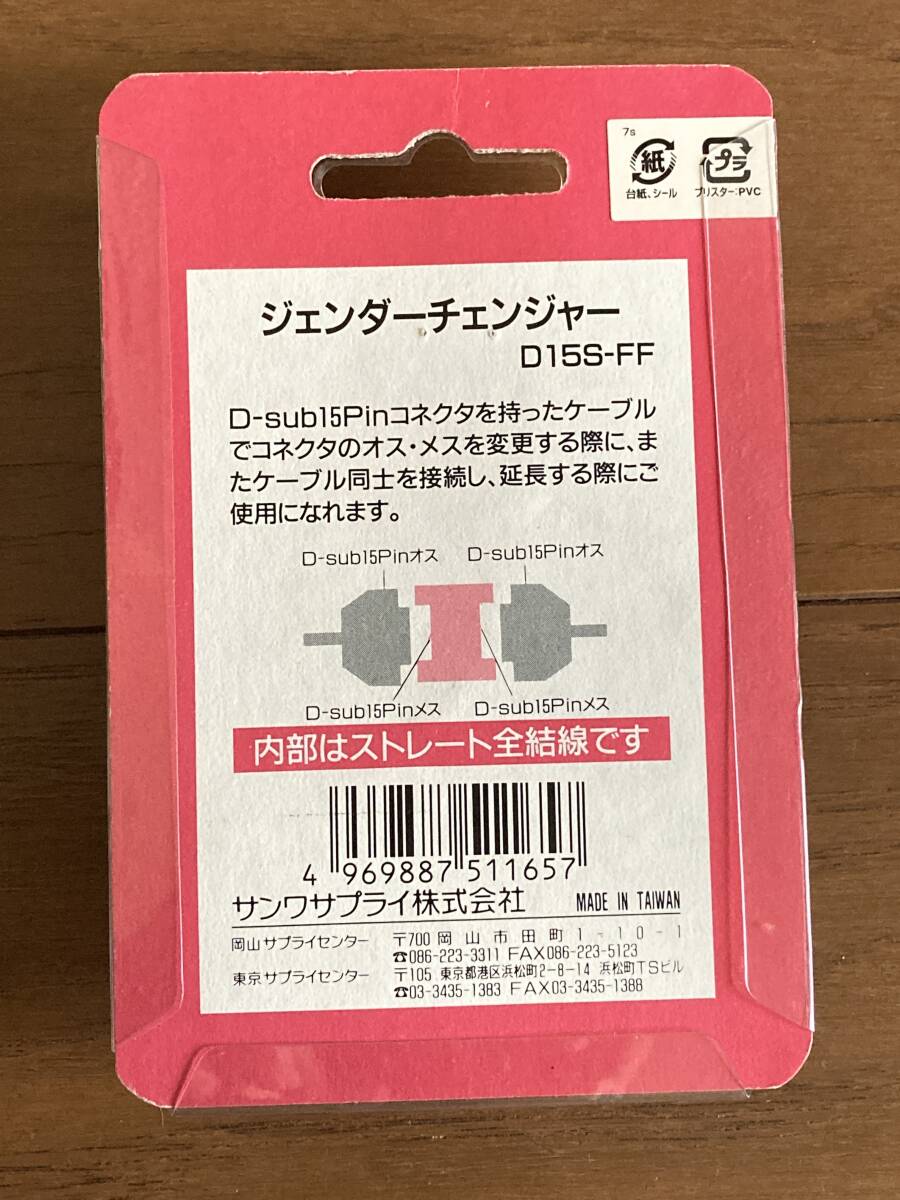 7s
紙 プラ
台紙、シール ブリスター:PVC
ジェンダーチェンジャー
D15S-FF
D-sub15Pinコネクタを持ったケーブル
でコネクタのオス・メスを変更する際に、ま
たケーブル同士を接続し、延長する際にご
使用になれます。
D-sub15Pinオス D-sub15Pinオス
D-sub15Pinメス D-sub15Pinメス
内部はストレート全結線です
4 969887 511657
サンワサプライ株式会社 MADE IN TAIWAN
岡山サプライセンター 〒700 岡山市田町1-10-1
☎086-223-3311 FAX086-223-5123
東京サプライセンター 〒105 東京都港区浜松町2-8-14 浜松町TSビル
☎03-3435-1383 FAX03-3435-1388